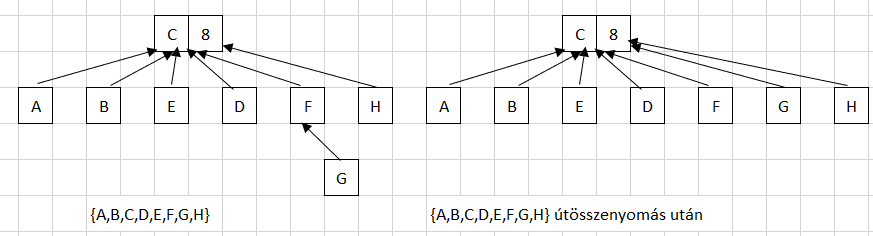 C 8 C 8
A B E D F H A B E D F G H
G
{A,B,C,D,E,F,G,H} {A,B,C,D,E,F,G,H} útösszenyomás után